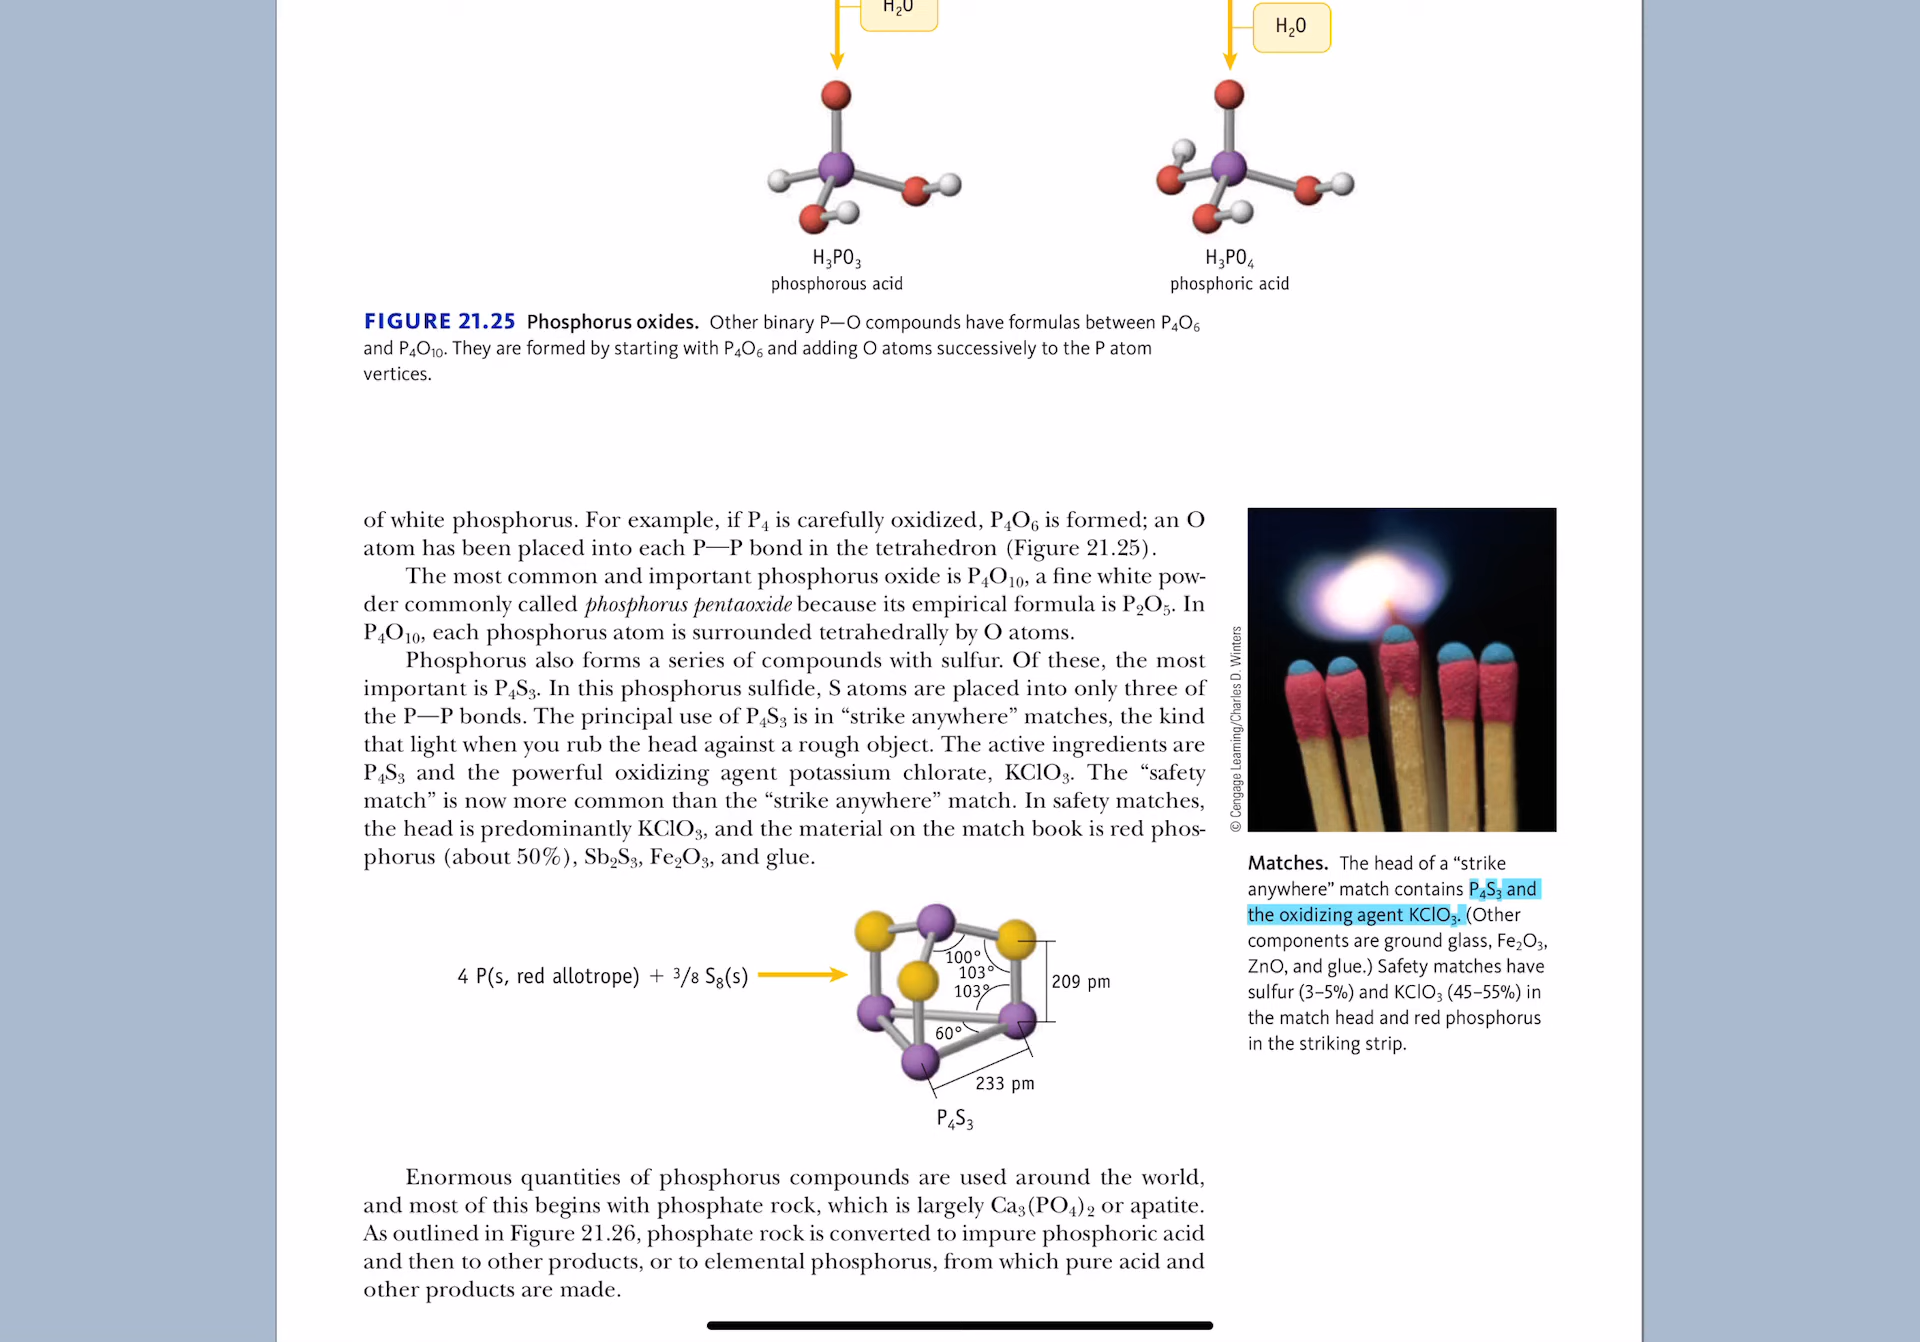 H₂O
H₂O
H₃PO₃
phosphorous acid
H₃PO₄
phosphoric acid
FIGURE 21.25 Phosphorus oxides. Other binary P—O compounds have formulas between P₄O₆
and P₄O₁₀. They are formed by starting with P₄O₆ and adding O atoms successively to the P atom
vertices.
of white phosphorus. For example, if P₄ is carefully oxidized, P₄O₆ is formed; an O
atom has been placed into each P—P bond in the tetrahedron (Figure 21.25).
The most common and important phosphorus oxide is P₄O₁₀, a fine white pow-
der commonly called phosphorus pentaoxide because its empirical formula is P₂O₅. In
P₄O₁₀, each phosphorus atom is surrounded tetrahedrally by O atoms.
Phosphorus also forms a series of compounds with sulfur. Of these, the most
important is P₄S₃. In this phosphorus sulfide, S atoms are placed into only three of
the P—P bonds. The principal use of P₄S₃ is in “strike anywhere” matches, the kind
that light when you rub the head against a rough object. The active ingredients are
P₄S₃ and the powerful oxidizing agent potassium chlorate, KClO₃. The “safety
match” is now more common than the “strike anywhere” match. In safety matches,
the head is predominantly KClO₃, and the material on the match book is red phos-
phorus (about 50%), Sb₂S₃, Fe₂O₃, and glue.
© Cengage Learning/Charles D. Winters
Matches. The head of a “strike
anywhere” match contains P₄S₃ and
the oxidizing agent KClO₃. (Other
components are ground glass, Fe₂O₃,
ZnO, and glue.) Safety matches have
sulfur (3–5%) and KClO₃ (45–55%) in
the match head and red phosphorus
in the striking strip.
4 P(s, red allotrope) + 3/8 S₈(s)
100°
103°
103°
60°
209 pm
233 pm
P₄S₃
Enormous quantities of phosphorus compounds are used around the world,
and most of this begins with phosphate rock, which is largely Ca₃(PO₄)₂ or apatite.
As outlined in Figure 21.26, phosphate rock is converted to impure phosphoric acid
and then to other products, or to elemental phosphorus, from which pure acid and
other products are made.